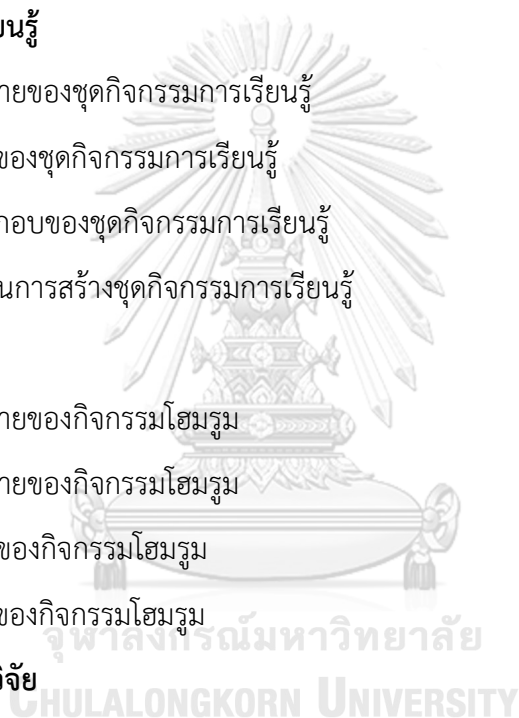 ยนรู้
ายของชุดกิจกรรมการเรียนรู้
ของชุดกิจกรรมการเรียนรู้
กอบของชุดกิจกรรมการเรียนรู้
นการสร้างชุดกิจกรรมการเรียนรู้
ายของกิจกรรมโฮมรูม
ายของกิจกรรมโฮมรูม
ของกิจกรรมโฮมรูม
ของกิจกรรมโฮมรูม
จุฬาลงกรณ์มหาวิทยาลัย
วิจัย
CHULALONGKORN UNIVERSITY